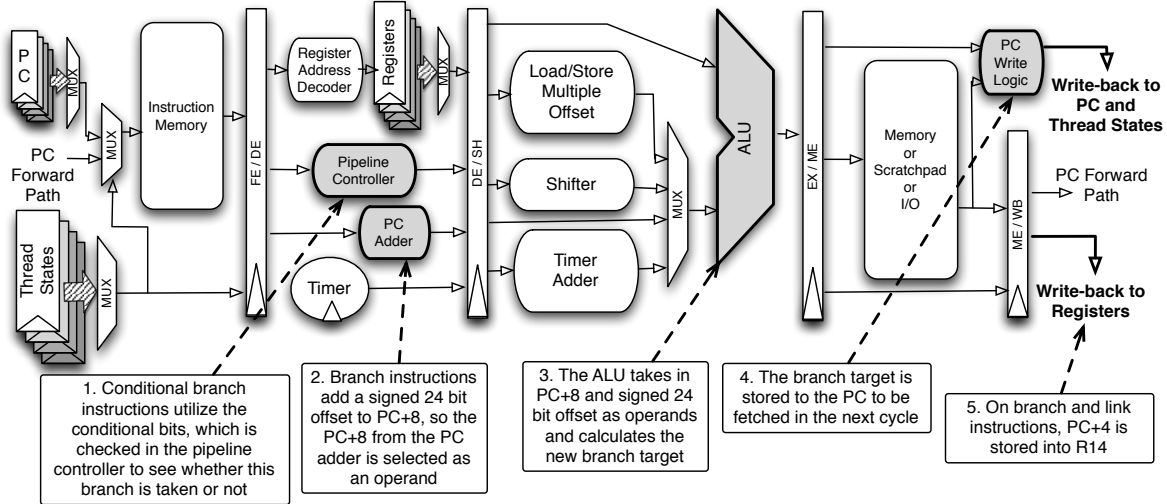 PC
MUX
PC
Forward
Path
MUX
Thread
States
MUX
Instruction
Memory
FE / DE
Register
Address
Decoder
Registers
MUX
Pipeline
Controller
PC
Adder
Timer
DE / SH
Load/Store
Multiple
Offset
Shifter
Timer
Adder
MUX
ALU
EX / ME
Memory
or
Scratchpad
or
I/O
PC
Write
Logic
Write-back to
PC and
Thread States
ME / WB
PC Forward
Path
Write-back to
Registers
1. Conditional branch
instructions utilize the
conditional bits, which is
checked in the pipeline
controller to see whether this
branch is taken or not
2. Branch instructions
add a signed 24 bit
offset to PC+8, so the
PC+8 from the PC
adder is selected as
an operand
3. The ALU takes in
PC+8 and signed 24
bit offset as operands
and calculates the
new branch target
4. The branch target is
stored to the PC to be
fetched in the next cycle
5. On branch and link
instructions, PC+4 is
stored into R14